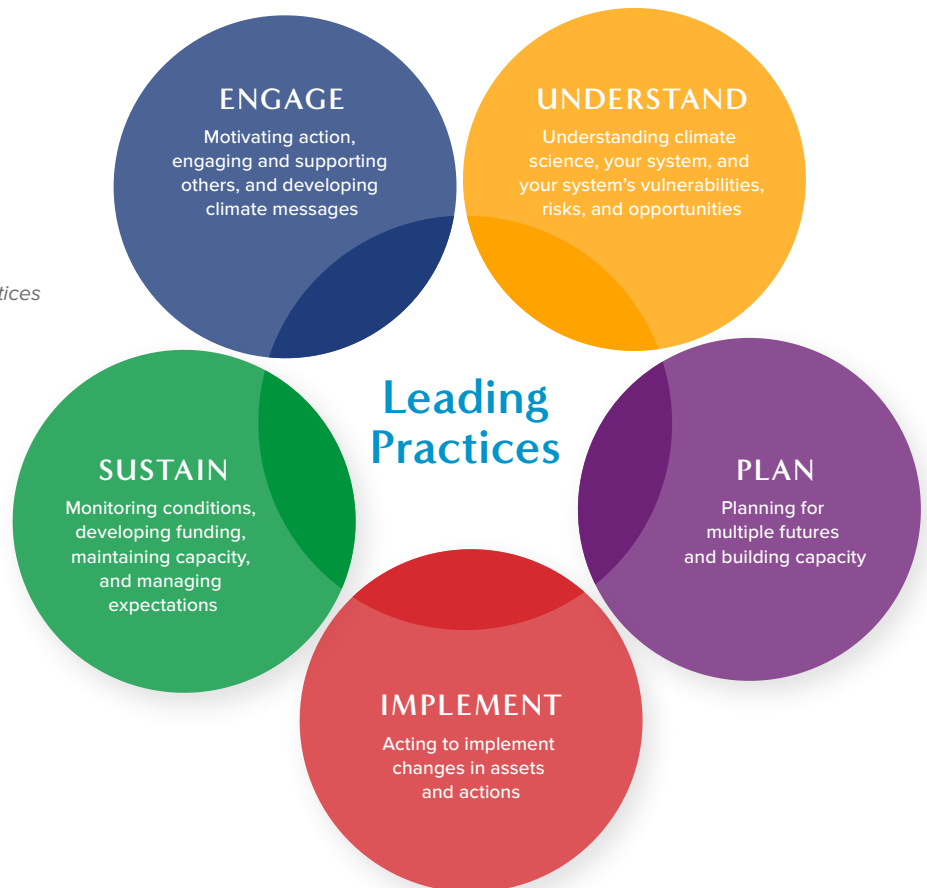 ENGAGE
Motivating action,
engaging and supporting
others, and developing
climate messages
UNDERSTAND
Understanding climate
science, your system, and
your system’s vulnerabilities,
risks, and opportunities
tices
Leading
Practices
SUSTAIN
Monitoring conditions,
developing funding,
maintaining capacity,
and managing
expectations
PLAN
Planning for
multiple futures
and building capacity
IMPLEMENT
Acting to implement
changes in assets
and actions